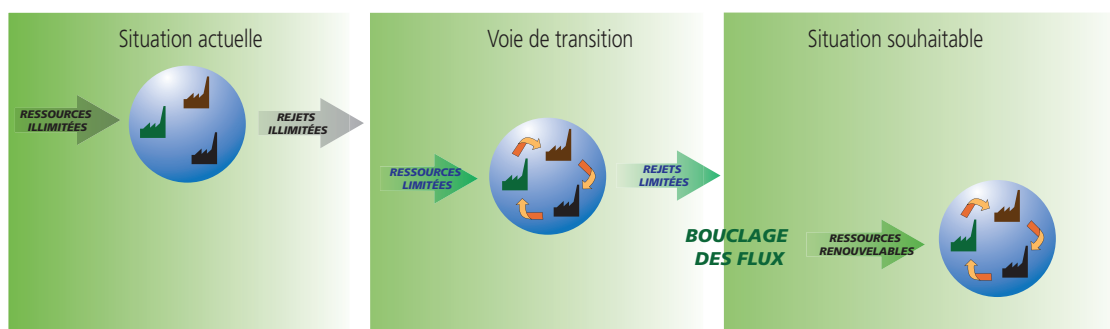 Situation actuelle
RESSOURCES
ILLIMITÉES
REJETS
ILLIMITÉES
Voie de transition
RESSOURCES
LIMITÉES
REJETS
LIMITÉES
Situation souhaitable
BOUCLAGE
DES FLUX
RESSOURCES
RENOUVELABLES